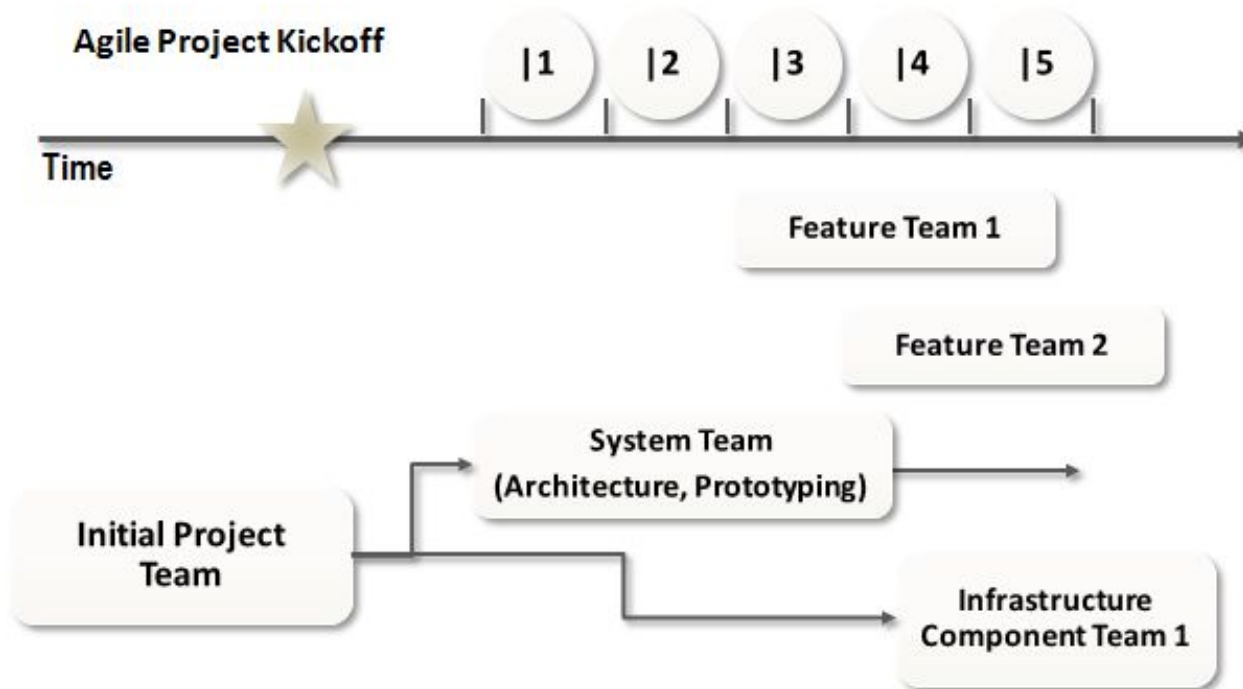 Agile Project Kickoff
|1
|2
|3
|4
|5
Time
Feature Team 1
Feature Team 2
System Team
(Architecture, Prototyping)
Initial Project
Team
Infrastructure
Component Team 1